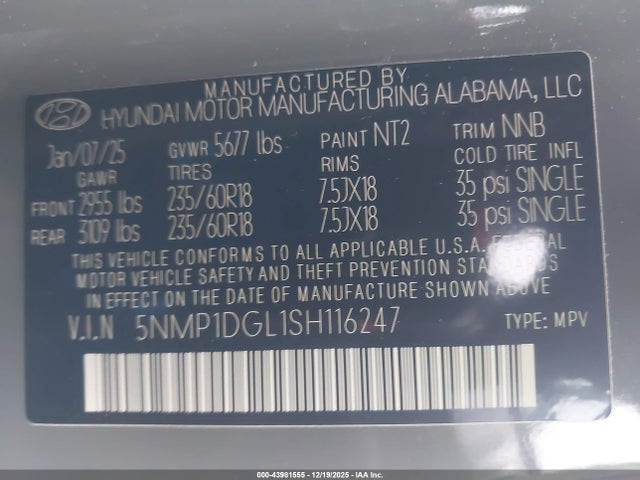 MANUFACTURED BY
HYUNDAI MOTOR MANUFACTURING ALABAMA, LLC
Jan/07/25 GVWR 5677 lbs PAINT NT2 TRIM NNB
GAWR TIRES RIMS COLD TIRE INFL
FRONT 2955 lbs 235/60R18 7.5JX18 35 psi SINGLE
REAR 3109 lbs 235/60R18 7.5JX18 35 psi SINGLE
THIS VEHICLE CONFORMS TO ALL APPLICABLE U.S.A. FEDERAL
MOTOR VEHICLE SAFETY AND THEFT PREVENTION STANDARDS
IN EFFECT ON THE DATE OF MANUFACTURE SHOWN ABOVE.
V.I.N 5NMP1DGL1SH116247 TYPE: MPV
000-43981555 - 12/19/2025 - IAA Inc.